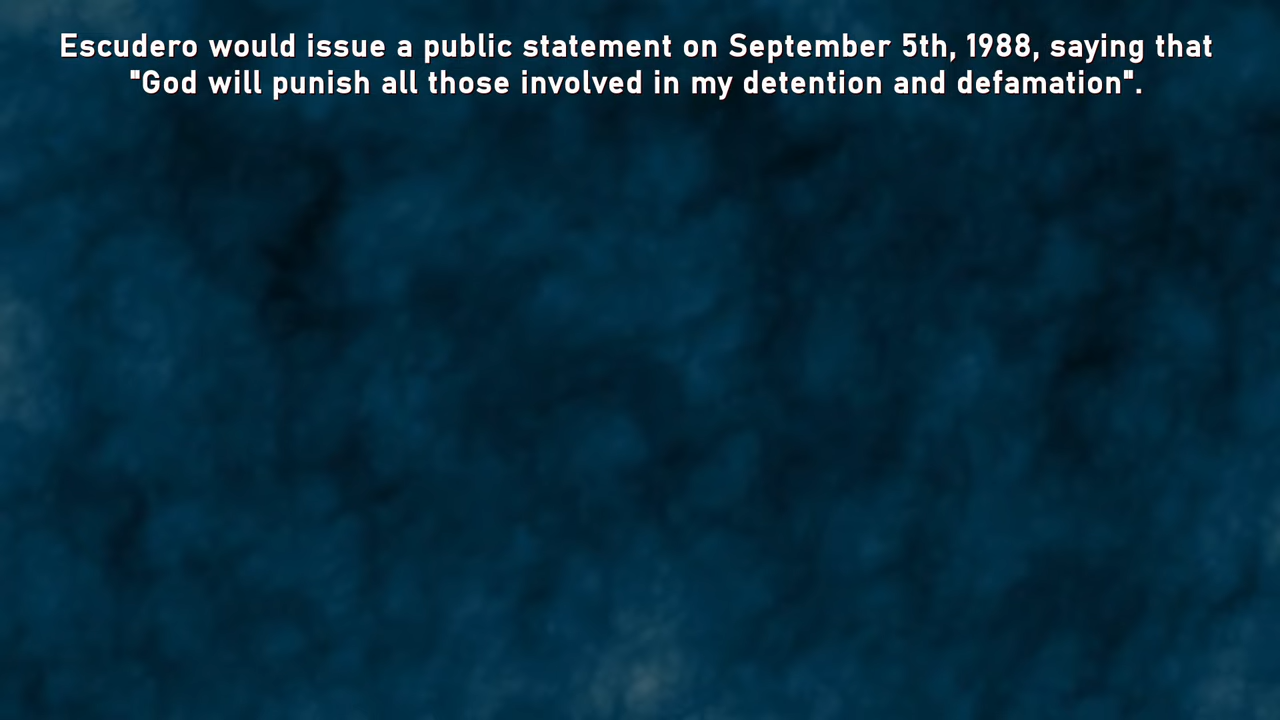 Escudero would issue a public statement on September 5th, 1988, saying that
"God will punish all those involved in my detention and defamation".